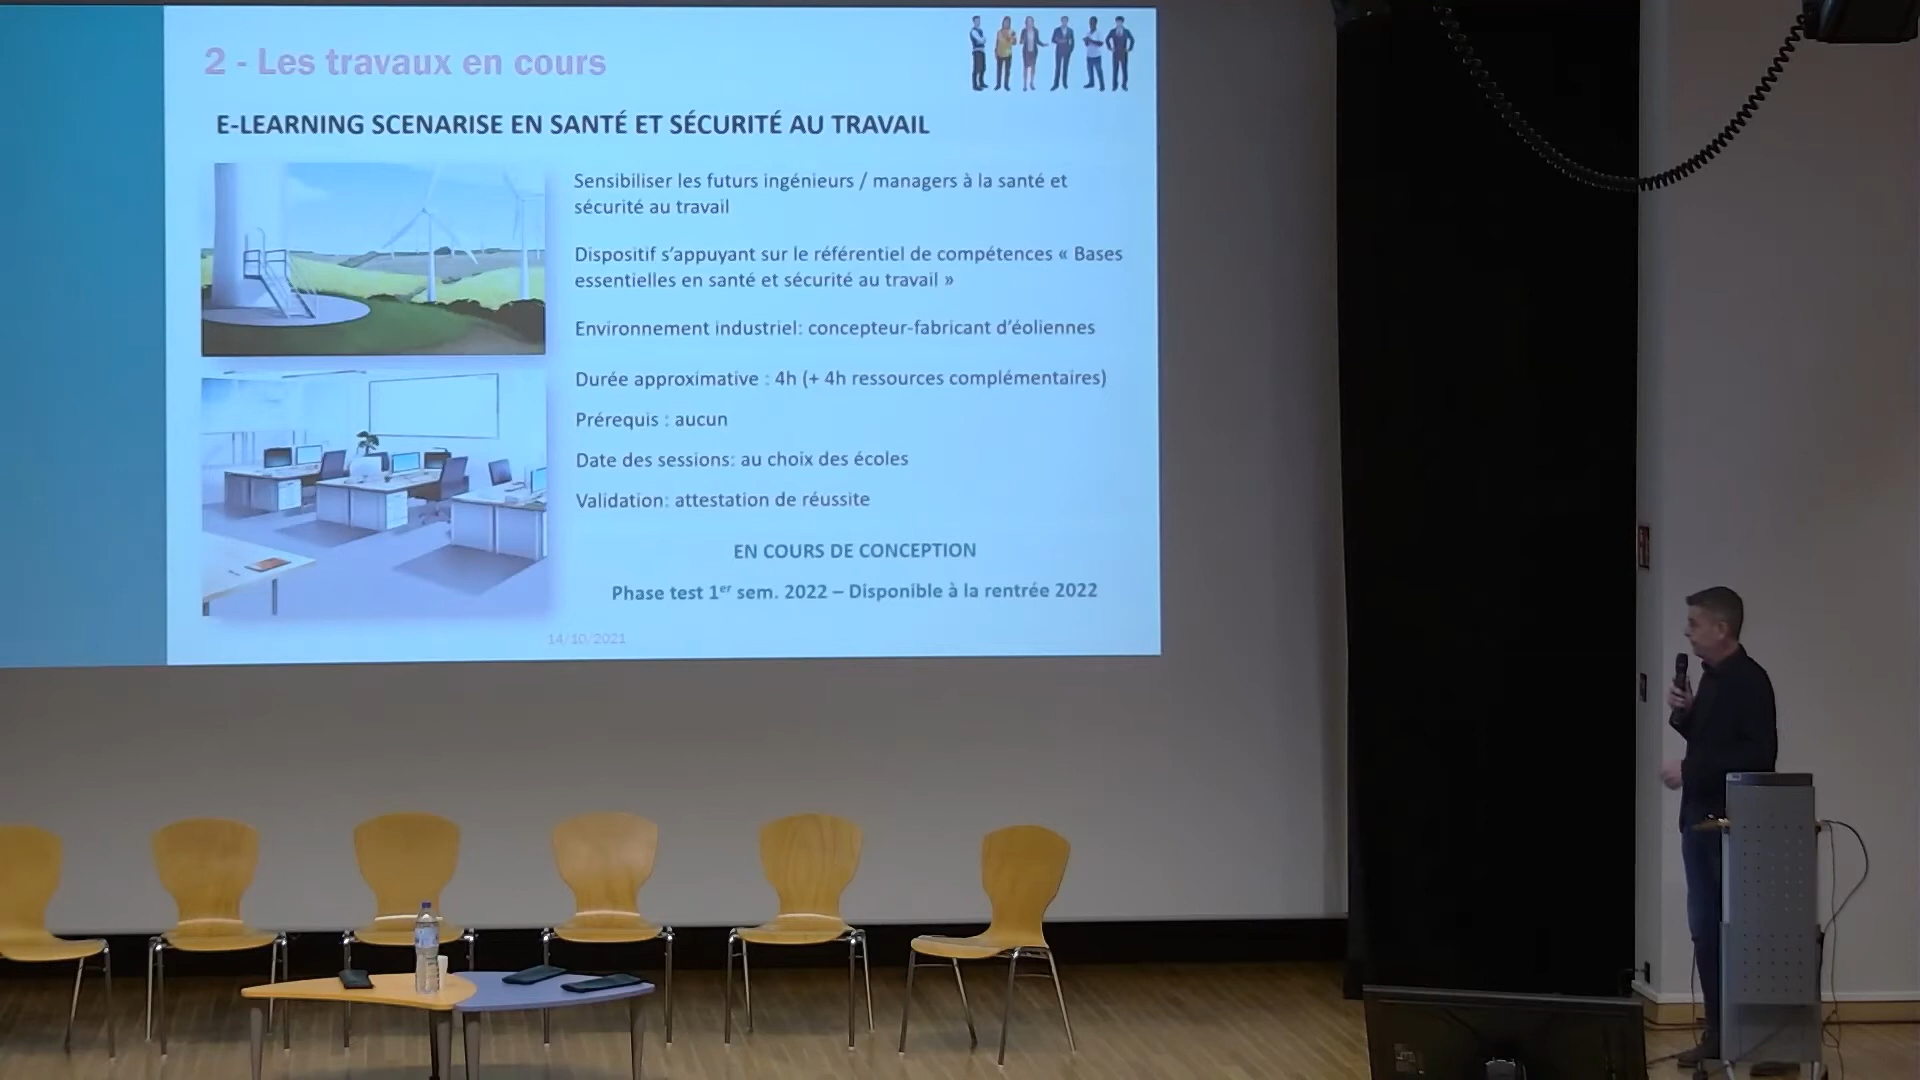 2 - Les travaux en cours
E-LEARNING SCENARISE EN SANTÉ ET SÉCURITÉ AU TRAVAIL
Sensibiliser les futurs ingénieurs / managers à la santé et
sécurité au travail
Dispositif s'appuyant sur le référentiel de compétences « Bases
essentielles en santé et sécurité au travail »
Environnement industriel: concepteur-fabricant d'éoliennes
Durée approximative : 4h (+ 4h ressources complémentaires)
Prérequis : aucun
Date des sessions: au choix des écoles
Validation: attestation de réussite
EN COURS DE CONCEPTION
Phase test 1er sem. 2022 – Disponible à la rentrée 2022
14/10/2021